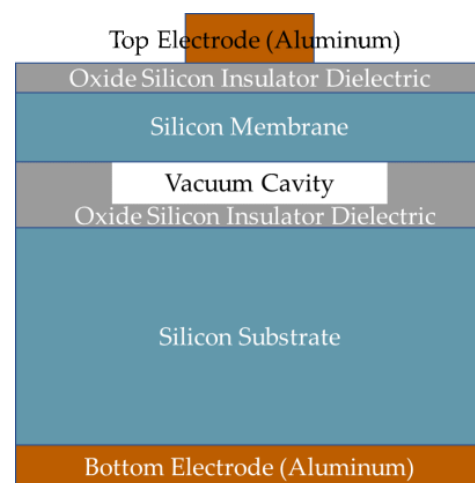 Top Electrode (Aluminum)
Oxide Silicon Insulator Dielectric
Silicon Membrane
Vacuum Cavity
Oxide Silicon Insulator Dielectric
Silicon Substrate
Bottom Electrode (Aluminum)